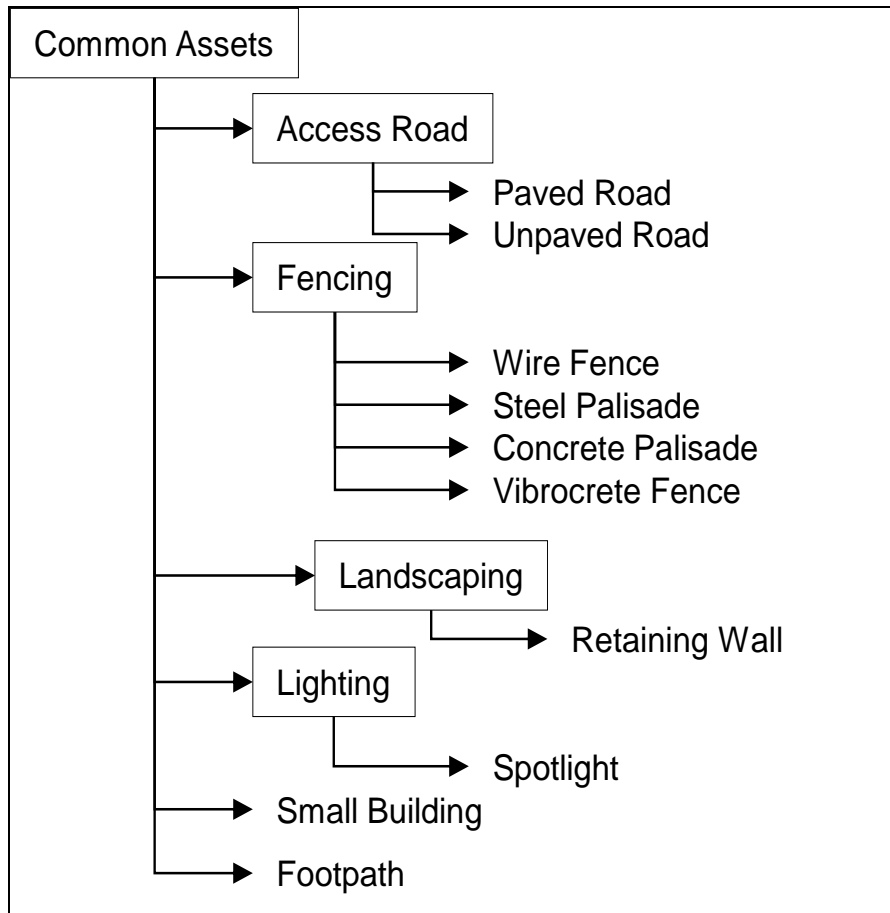 Common Assets
Access Road
Paved Road
Unpaved Road
Fencing
Wire Fence
Steel Palisade
Concrete Palisade
Vibrocrete Fence
Landscaping
Retaining Wall
Lighting
Spotlight
Small Building
Footpath